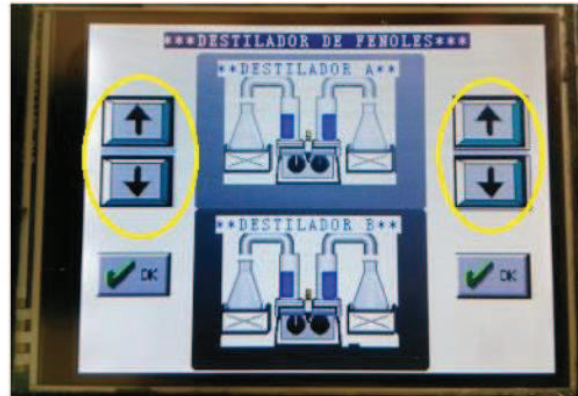 ***DESTILADOR DE FENOLES***
**DESTILADOR A**
**DESTILADOR B**
OK
OK